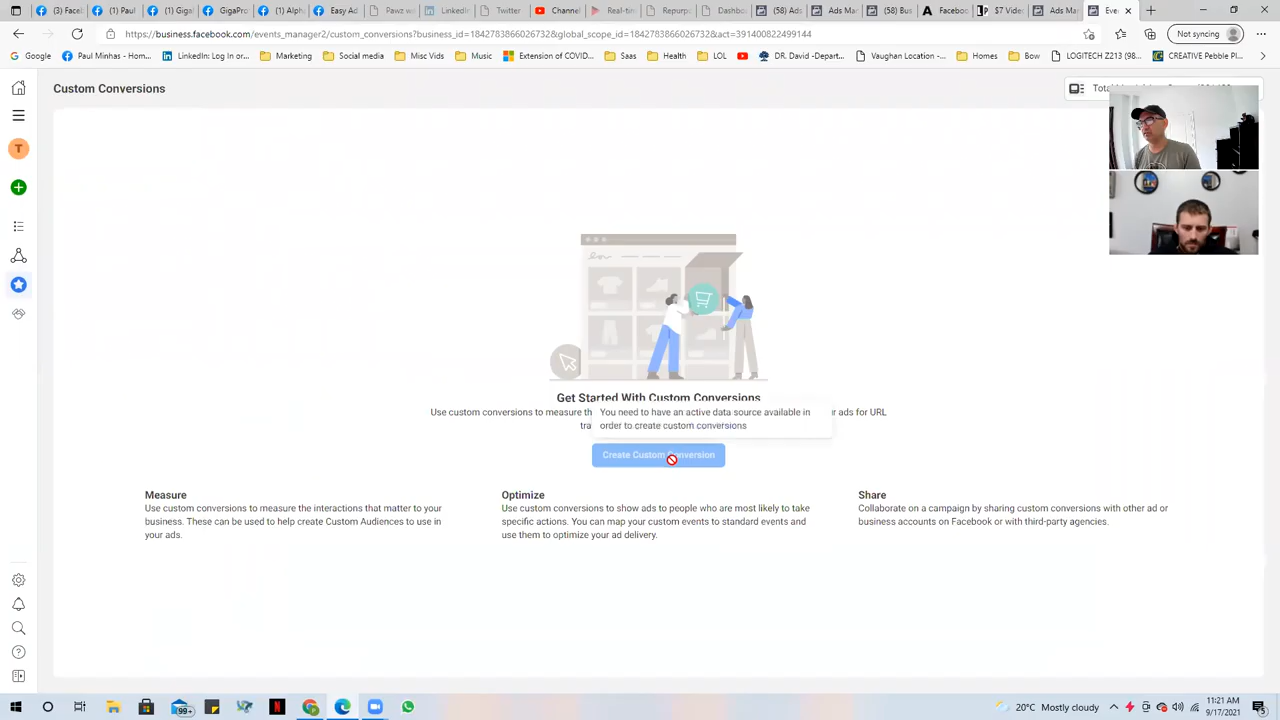 (1) Faceb
(1) Paul
(1) Giga
GigaPro
(1) Alpha
Easy Ad
Pawz w
LinkedIn
Twitter
Channel
Real-tim
Repurp
Dashbo
(58) Ads
Ads Ma
(58) Bus
Facebo
$7 Video
Ads Ma
Eve
https://business.facebook.com/events_manager2/custom_conversions?business_id=1842783866026732&global_scope_id=1842783866026732&act=391400822499144
Not syncing
Google
Paul Minhas - Hom...
LinkedIn: Log In or...
Marketing
Social media
Misc Vids
Music
Extension of COVID...
Saas
Health
LOL
DR. DAVID -Depart...
Vaughan Location -...
Homes
Bow
LOGITECH Z213 (98...
CREATIVE Pebble Pl...
Custom Conversions
T
Get Started With Custom Conversions
Use custom conversions to measure th
r ads for URL
tra
You need to have an active data source available in
order to create custom conversions
Create Custom Conversion
Measure
Use custom conversions to measure the interactions that matter to your
business. These can be used to help create Custom Audiences to use in
your ads.
Optimize
Use custom conversions to show ads to people who are most likely to take
specific actions. You can map your custom events to standard events and
use them to optimize your ad delivery.
Share
Collaborate on a campaign by sharing custom conversions with other ad or
business accounts on Facebook or with third-party agencies.
99+
20°C Mostly cloudy
11:21 AM
9/17/2021